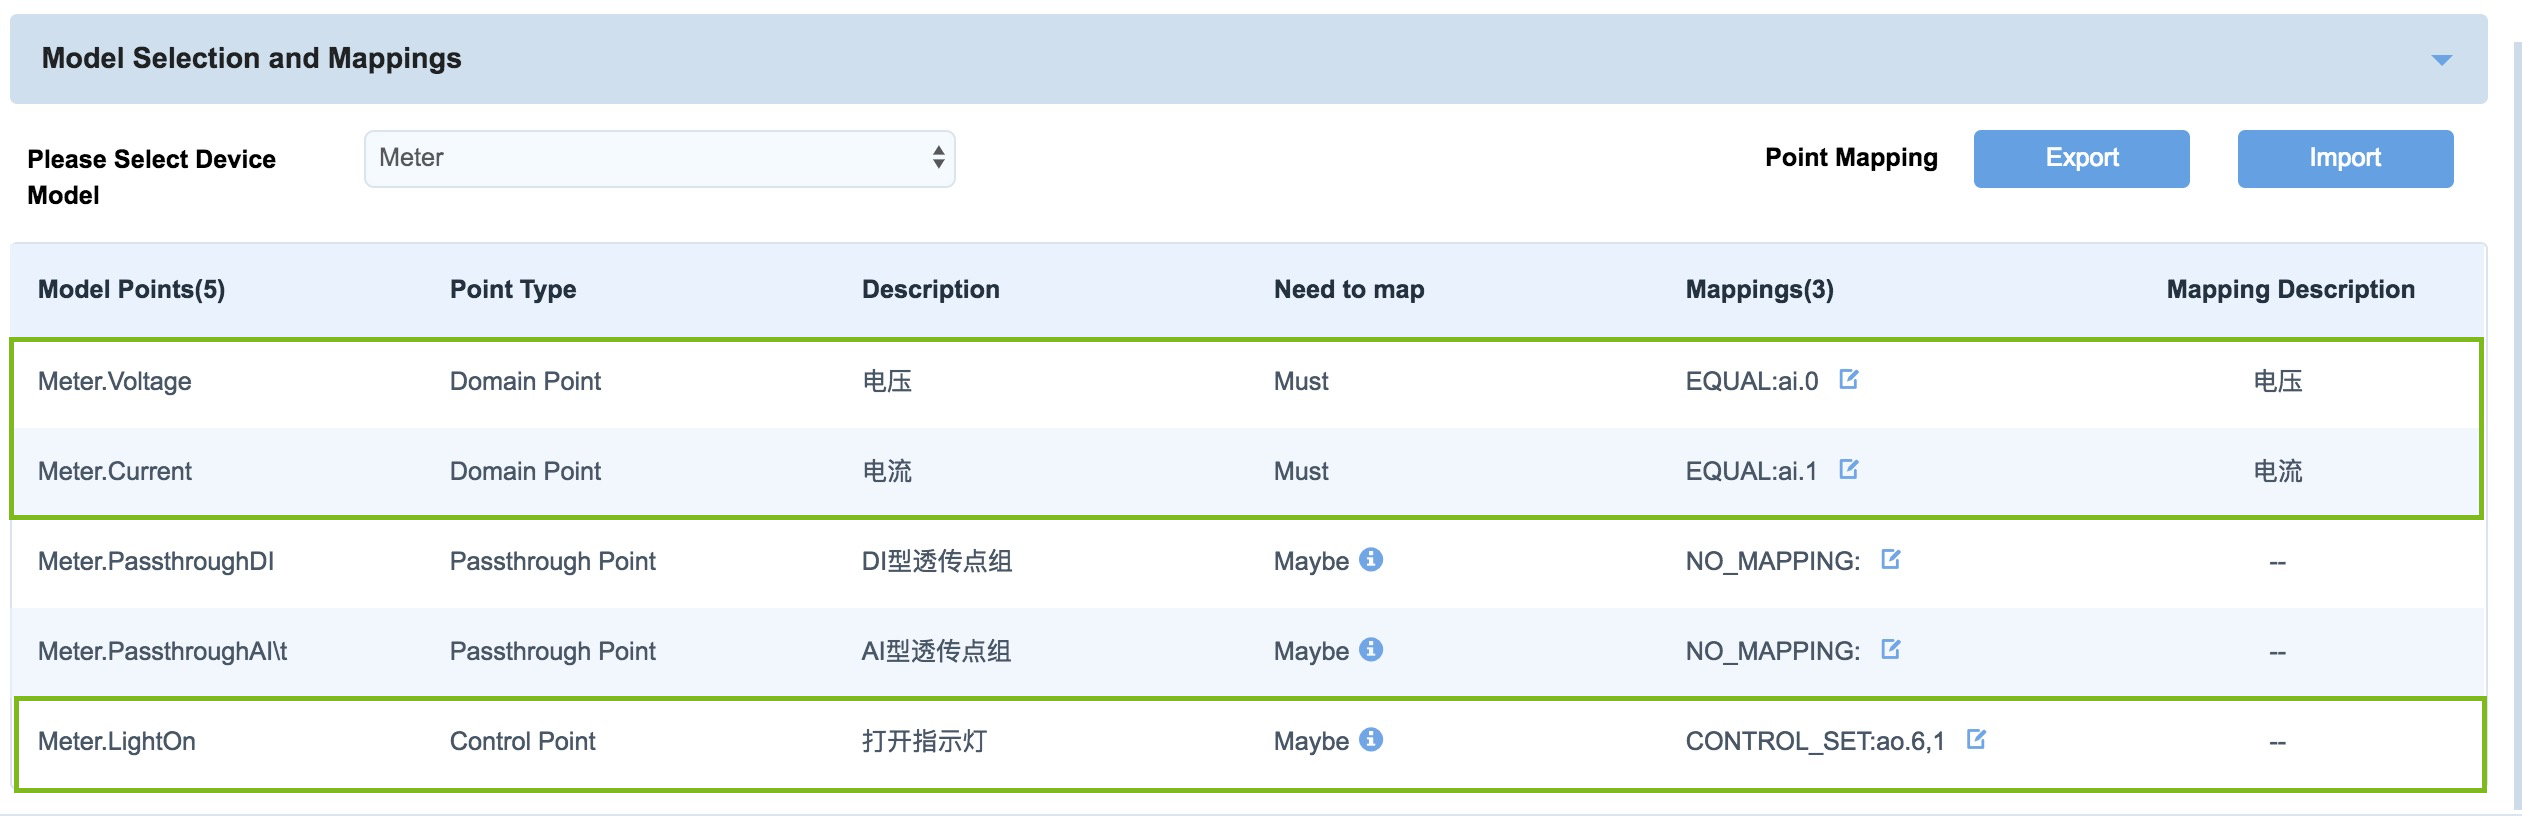 Model Selection and Mappings
Please Select Device
Model
Meter
Point Mapping
Export
Import
Model Points(5) Point Type Description Need to map Mappings(3) Mapping Description
Meter.Voltage Domain Point 电压 Must EQUAL:ai.0 电压
Meter.Current Domain Point 电流 Must EQUAL:ai.1 电流
Meter.PassthroughDI Passthrough Point DI型透传点组 Maybe NO_MAPPING: --
Meter.PassthroughAI\t Passthrough Point AI型透传点组 Maybe NO_MAPPING: --
Meter.LightOn Control Point 打开指示灯 Maybe CONTROL_SET:ao.6,1 --